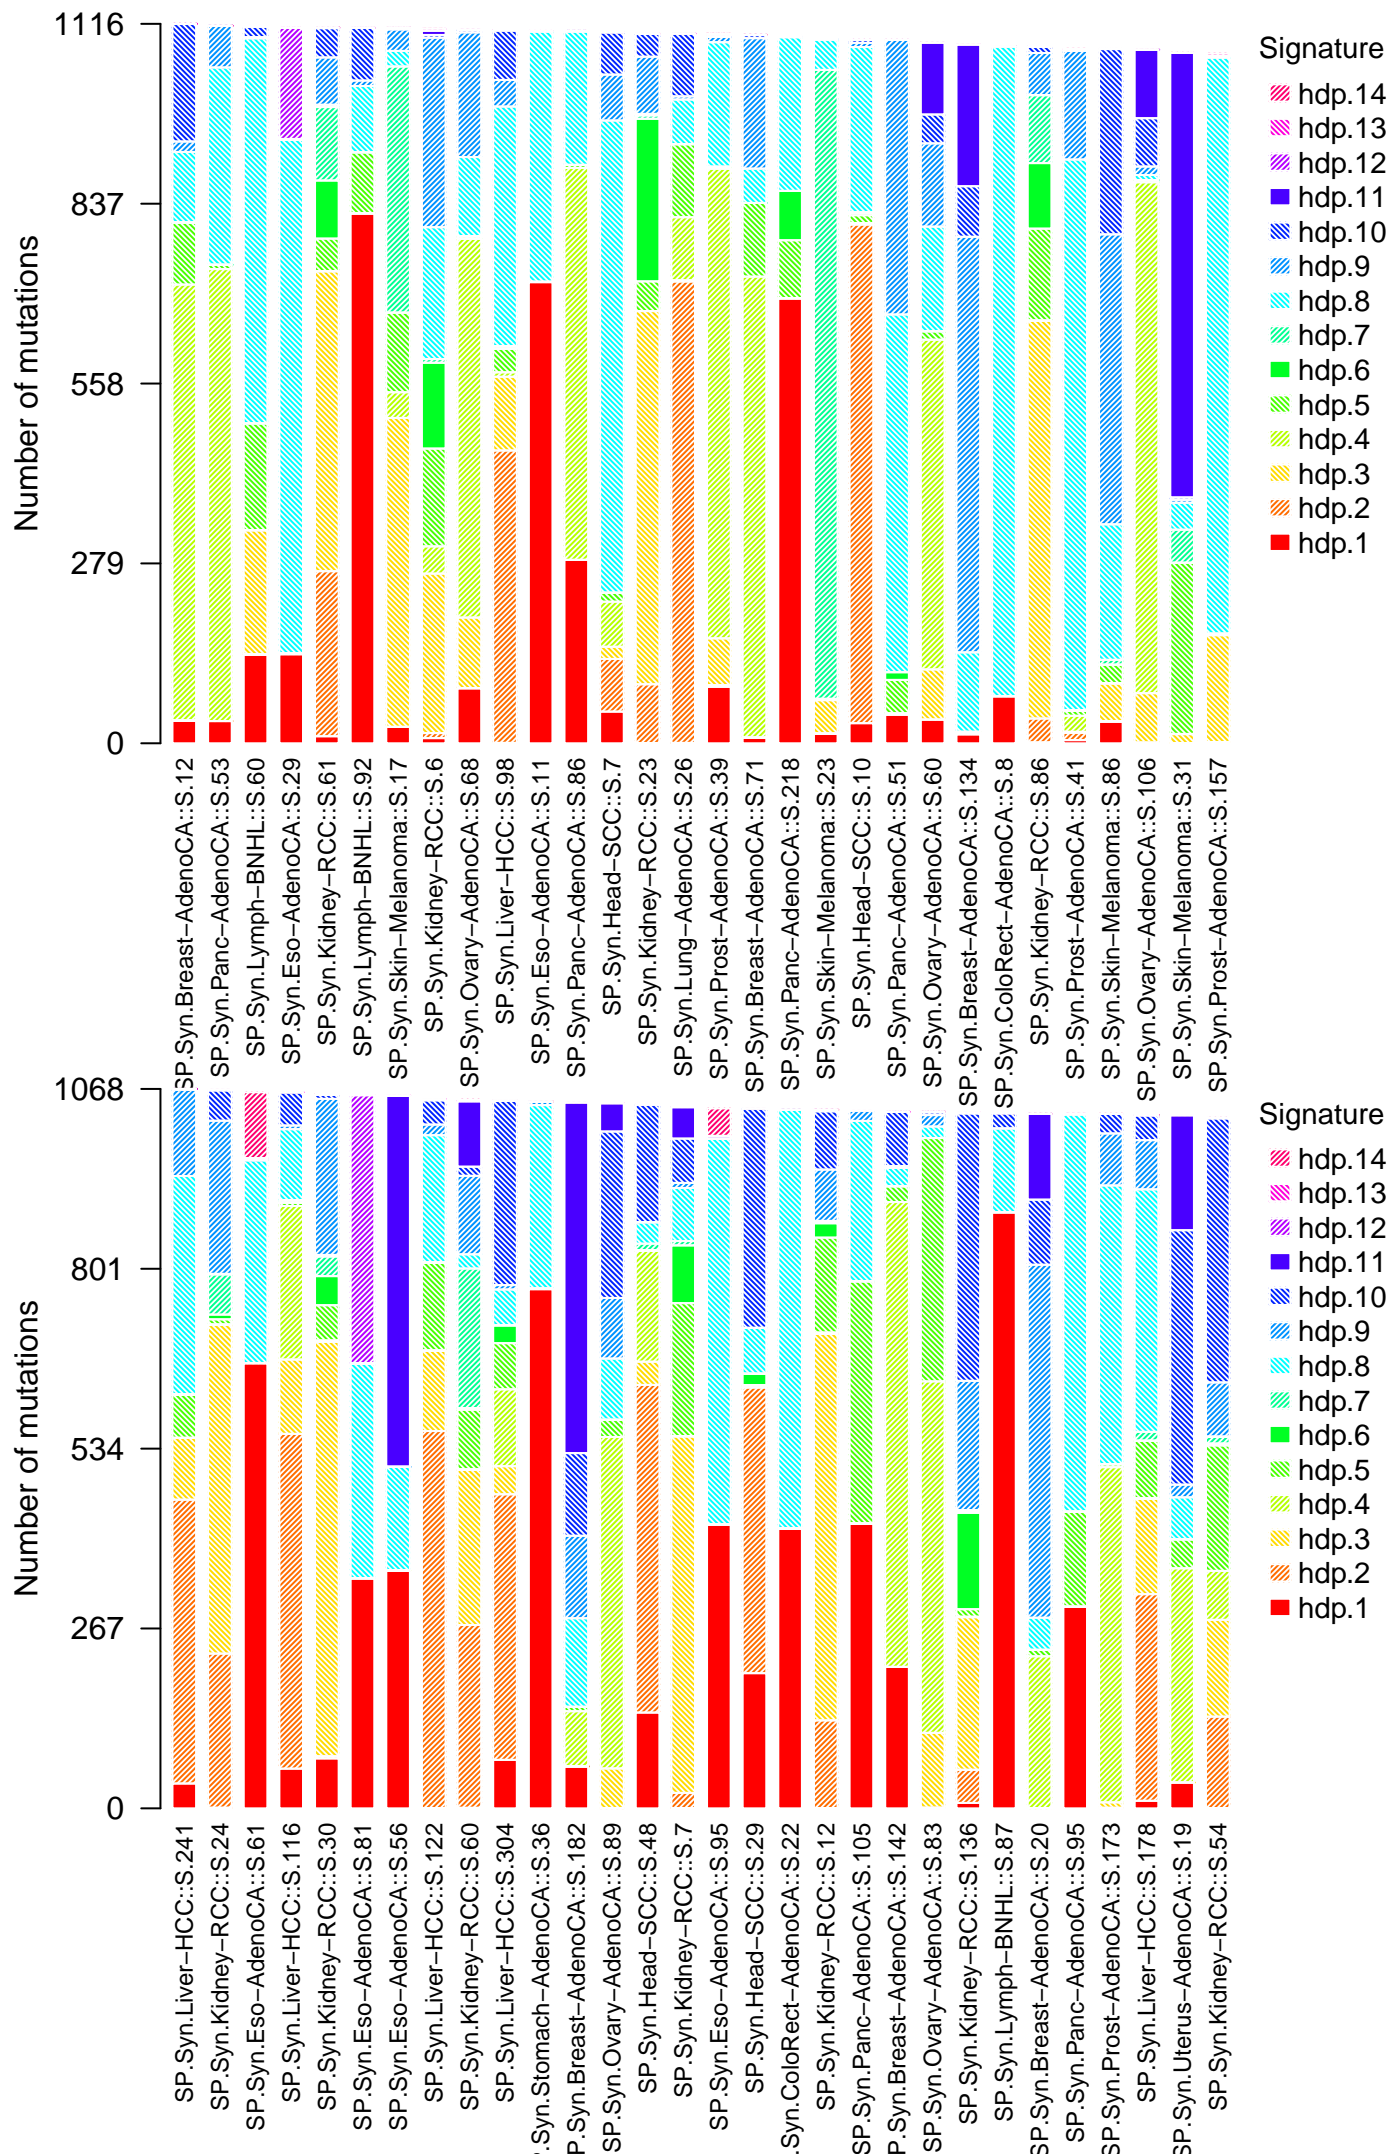 Number of mutations
1116
837
558
279
0
Signature
hdp.14
hdp.13
hdp.12
hdp.11
hdp.10
hdp.9
hdp.8
hdp.7
hdp.6
hdp.5
hdp.4
hdp.3
hdp.2
hdp.1
SP.Syn.Breast−AdenoCA::S.12
SP.Syn.Panc−AdenoCA::S.53
SP.Syn.Lymph−BNHL::S.60
SP.Syn.Eso−AdenoCA::S.29
SP.Syn.Kidney−RCC::S.61
SP.Syn.Lymph−BNHL::S.92
SP.Syn.Skin−Melanoma::S.17
SP.Syn.Kidney−RCC::S.6
SP.Syn.Ovary−AdenoCA::S.68
SP.Syn.Liver−HCC::S.98
SP.Syn.Eso−AdenoCA::S.11
SP.Syn.Panc−AdenoCA::S.86
SP.Syn.Head−SCC::S.7
SP.Syn.Kidney−RCC::S.23
SP.Syn.Lung−AdenoCA::S.26
SP.Syn.Prost−AdenoCA::S.39
SP.Syn.Breast−AdenoCA::S.71
SP.Syn.Panc−AdenoCA::S.218
SP.Syn.Skin−Melanoma::S.23
SP.Syn.Head−SCC::S.10
SP.Syn.Panc−AdenoCA::S.51
SP.Syn.Ovary−AdenoCA::S.60
SP.Syn.Breast−AdenoCA::S.134
SP.Syn.ColoRect−AdenoCA::S.8
SP.Syn.Kidney−RCC::S.86
SP.Syn.Prost−AdenoCA::S.41
SP.Syn.Skin−Melanoma::S.86
SP.Syn.Ovary−AdenoCA::S.106
SP.Syn.Skin−Melanoma::S.31
SP.Syn.Prost−AdenoCA::S.157
Number of mutations
1068
801
534
267
0
Signature
hdp.14
hdp.13
hdp.12
hdp.11
hdp.10
hdp.9
hdp.8
hdp.7
hdp.6
hdp.5
hdp.4
hdp.3
hdp.2
hdp.1
SP.Syn.Liver−HCC::S.241
SP.Syn.Kidney−RCC::S.24
SP.Syn.Eso−AdenoCA::S.61
SP.Syn.Liver−HCC::S.116
SP.Syn.Kidney−RCC::S.30
SP.Syn.Eso−AdenoCA::S.81
SP.Syn.Eso−AdenoCA::S.56
SP.Syn.Liver−HCC::S.122
SP.Syn.Kidney−RCC::S.60
SP.Syn.Liver−HCC::S.304
P.Syn.Stomach−AdenoCA::S.36
P.Syn.Breast−AdenoCA::S.182
SP.Syn.Ovary−AdenoCA::S.89
SP.Syn.Head−SCC::S.48
SP.Syn.Kidney−RCC::S.7
SP.Syn.Eso−AdenoCA::S.95
SP.Syn.Head−SCC::S.29
.Syn.ColoRect−AdenoCA::S.22
SP.Syn.Kidney−RCC::S.12
SP.Syn.Panc−AdenoCA::S.105
SP.Syn.Breast−AdenoCA::S.142
SP.Syn.Ovary−AdenoCA::S.83
SP.Syn.Kidney−RCC::S.136
SP.Syn.Lymph−BNHL::S.87
SP.Syn.Breast−AdenoCA::S.20
SP.Syn.Panc−AdenoCA::S.95
SP.Syn.Prost−AdenoCA::S.173
SP.Syn.Liver−HCC::S.178
SP.Syn.Uterus−AdenoCA::S.119
SP.Syn.Kidney−RCC::S.54